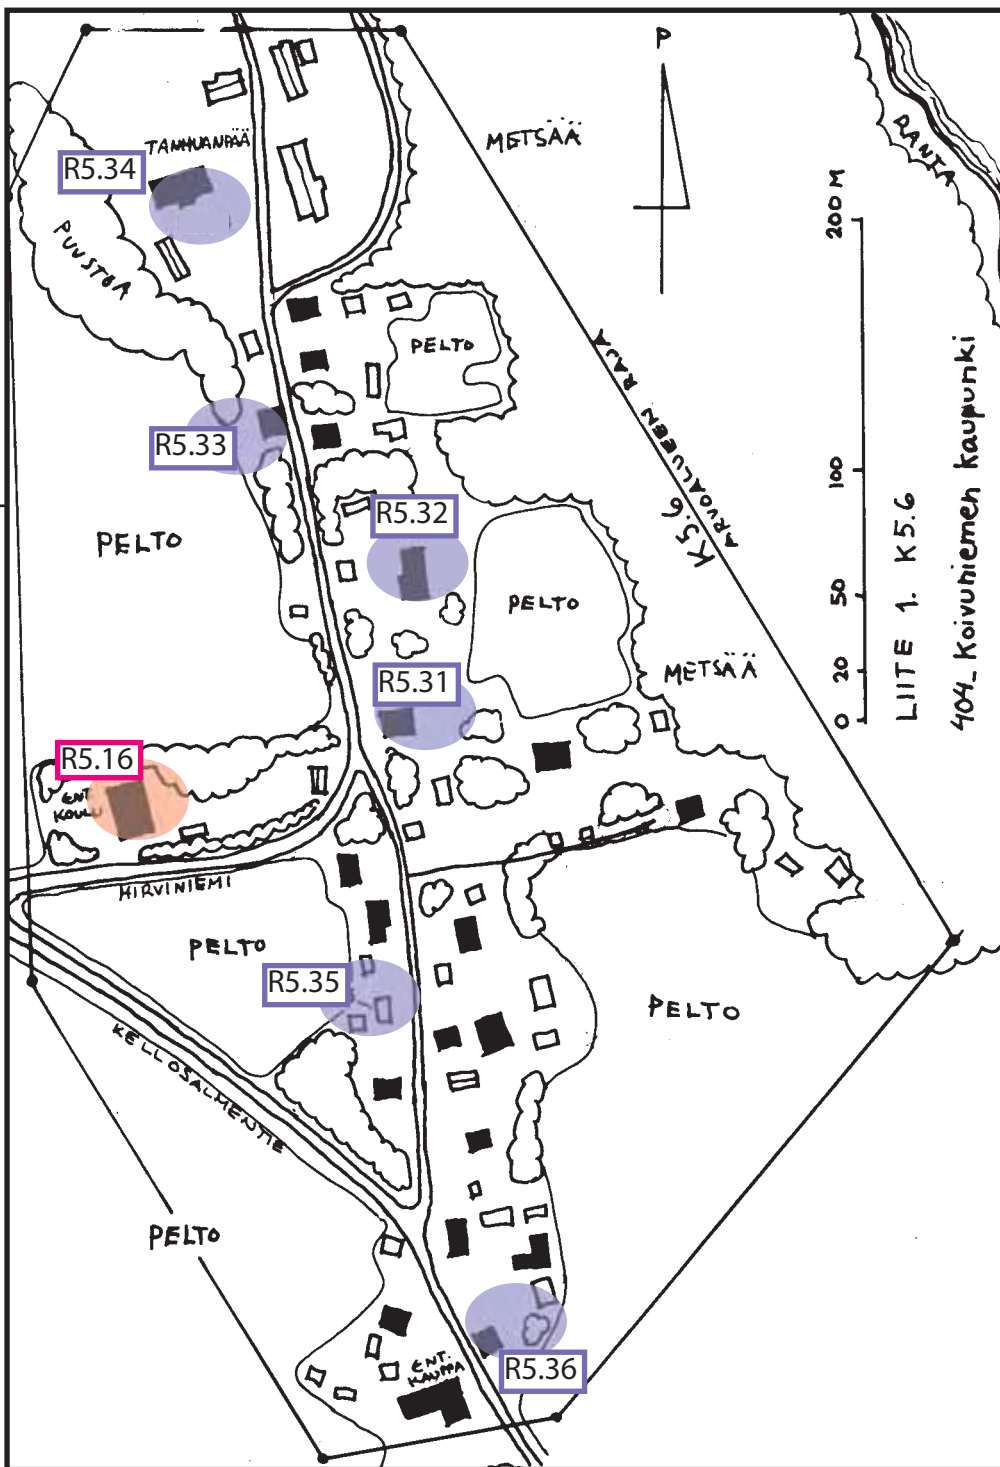 P
METSÄÄ
RANTA
TANHUANPÄÄ
R5.34
PUUSTOA
200 M
PELTO
ARVOALUEEN RAJA
K5.6
R5.33
100
R5.32
PELTO
50
PELTO
METSÄÄ
20
0
R5.31
LIITE 1. K5.6
404_Koivuniemen kaupunki
R5.16
ENT.
KOULU
HIRVINIEMI
PELTO
R5.35
PELTO
KELLOSALMENTIE
PELTO
ENT.
KAUPPA
R5.36